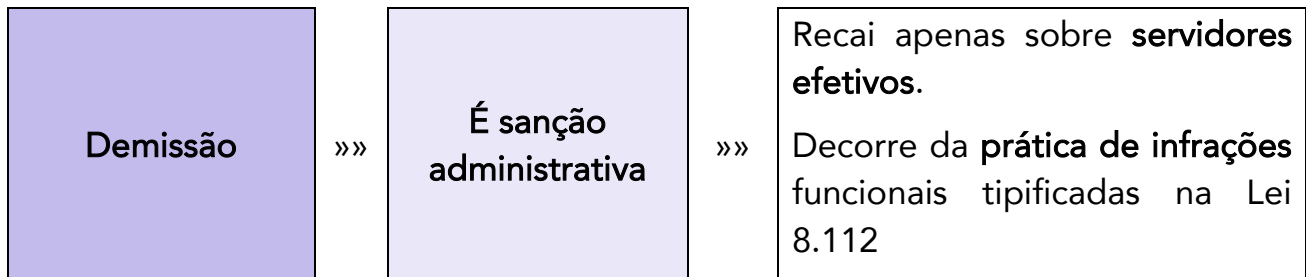 Demissão
»»
É sanção
administrativa
»»
Recai apenas sobre servidores
efetivos.
Decorre da prática de infrações
funcionais tipificadas na Lei
8.112